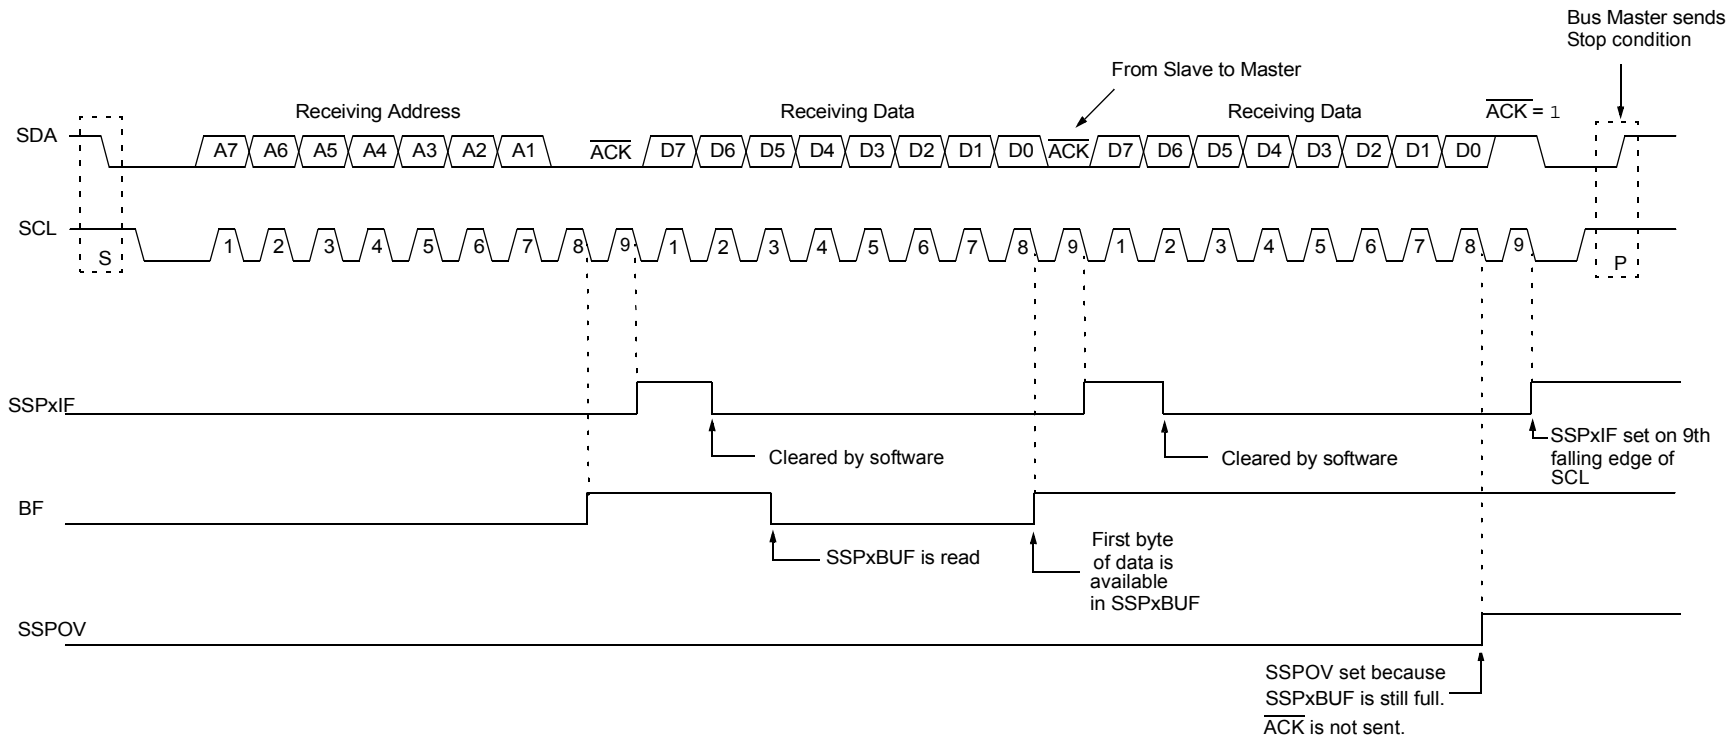 Bus Master sends
Stop condition
From Slave to Master
Receiving Address
Receiving Data
Receiving Data
ACK = 1
SDA
A7 A6 A5 A4 A3 A2 A1 ACK D7 D6 D5 D4 D3 D2 D1 D0 ACK D7 D6 D5 D4 D3 D2 D1 D0
SCL
1 2 3 4 5 6 7 8 9 1 2 3 4 5 6 7 8 9 1 2 3 4 5 6 7 8 9
S
P
SSPxIF
Cleared by software
Cleared by software
SSPxIF set on 9th
falling edge of
SCL
BF
SSPxBUF is read
First byte
of data is
available
in SSPxBUF
SSPOV
SSPOV set because
SSPxBUF is still full.
ACK is not sent.